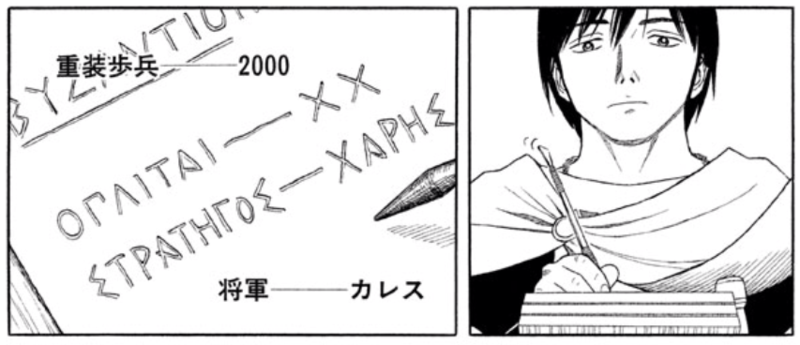 ΒΥΖΑΝΤΙΟΝ
重装歩兵———2000
ΟΠΛΙΤΑΙ — ΧΧ
ΣΤΡΑΤΗΓΟΣ — ΧΑΡΗΣ
将軍———カレス